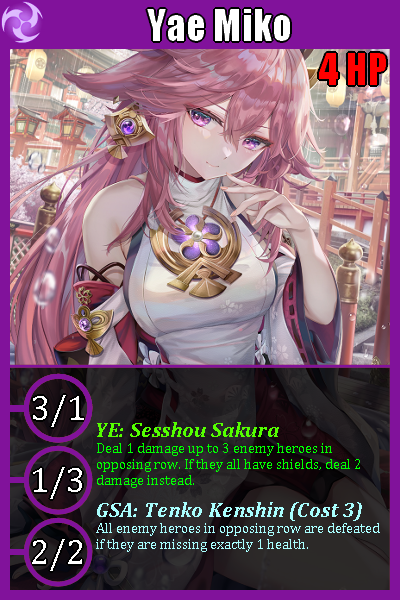 Yae Miko
4 HP
3/1
YE: Sesshou Sakura
Deal 1 damage up to 3 enemy heroes in
opposing row. If they all have shields, deal 2
damage instead.
1/3
GSA: Tenko Kenshin (Cost 3)
All enemy heroes in opposing row are defeated
if they are missing exactly 1 health.
2/2